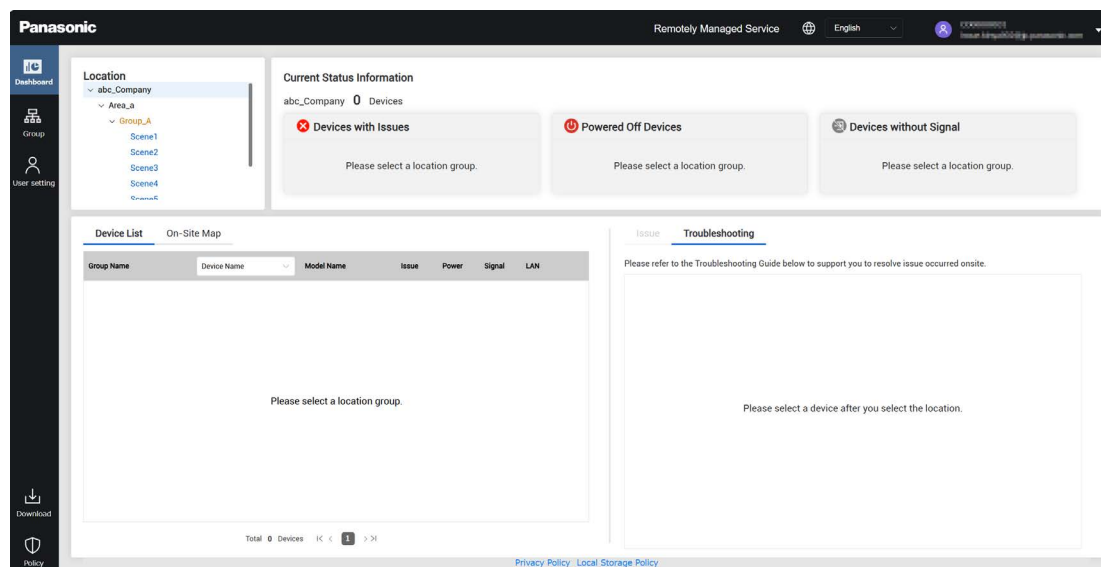 Panasonic
Remotely Managed Service
English
Dashboard
Group
User setting
Download
Policy
Location
abc_Company
Area_a
Group_A
Scene1
Scene2
Scene3
Scene4
Scene5
Current Status Information
abc_Company 0 Devices
Devices with Issues
Please select a location group.
Powered Off Devices
Please select a location group.
Devices without Signal
Please select a location group.
Device List On-Site Map
Group Name Device Name Model Name Issue Power Signal LAN
Please select a location group.
Total 0 Devices 1
Issue Troubleshooting
Please refer to the Troubleshooting Guide below to support you to resolve issue occurred onsite.
Please select a device after you select the location.
Privacy Policy Local Storage Policy